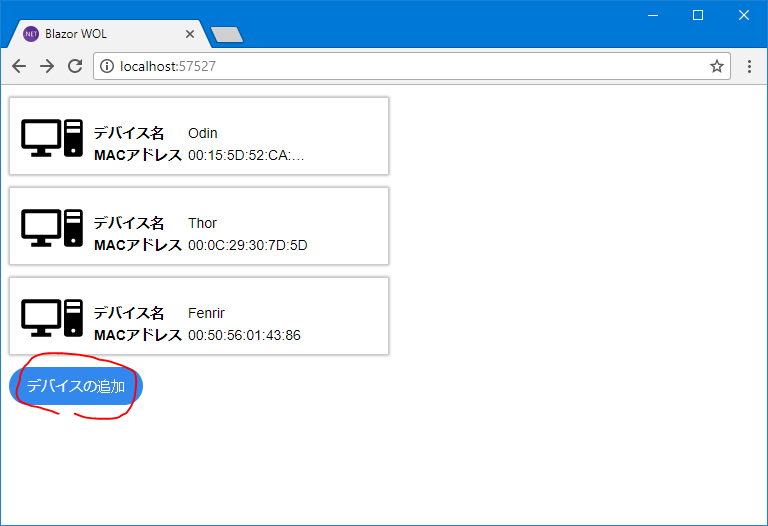 NET Blazor WOL
localhost:57527
デバイス名 Odin
MACアドレス 00:15:5D:52:CA:...
デバイス名 Thor
MACアドレス 00:0C:29:30:7D:5D
デバイス名 Fenrir
MACアドレス 00:50:56:01:43:86
デバイスの追加